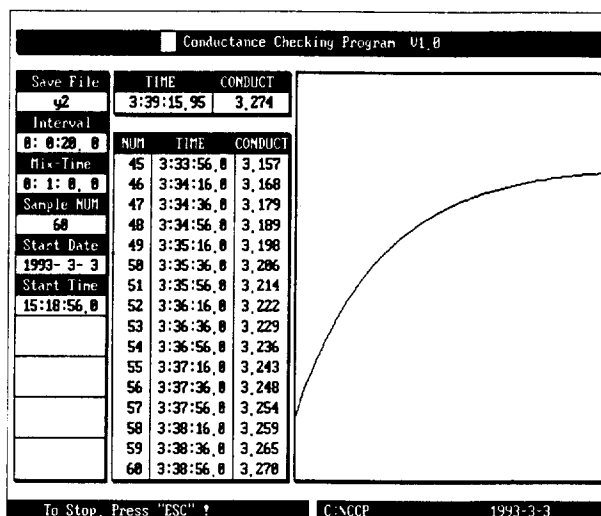 Conductance Checking Program V1.0
Save File
y2
Interval
0: 0:20. 0
Mix-Time
0: 1: 0. 0
Sample NUM
60
Start Date
1993- 3- 3
Start Time
15:18:56.0
TIME CONDUCT
3:39:15.95 3.274
NUM TIME CONDUCT
45 3:33:56.0 3.157
46 3:34:16.0 3.168
47 3:34:36.0 3.179
48 3:34:56.0 3.189
49 3:35:16.0 3.198
50 3:35:36.0 3.206
51 3:35:56.0 3.214
52 3:36:16.0 3.222
53 3:36:36.0 3.229
54 3:36:56.0 3.236
55 3:37:16.0 3.243
56 3:37:36.0 3.248
57 3:37:56.0 3.254
58 3:38:16.0 3.259
59 3:38:36.0 3.265
60 3:38:56.0 3.270
To Stop, Press "ESC" !
C:\CCP 1993-3-3